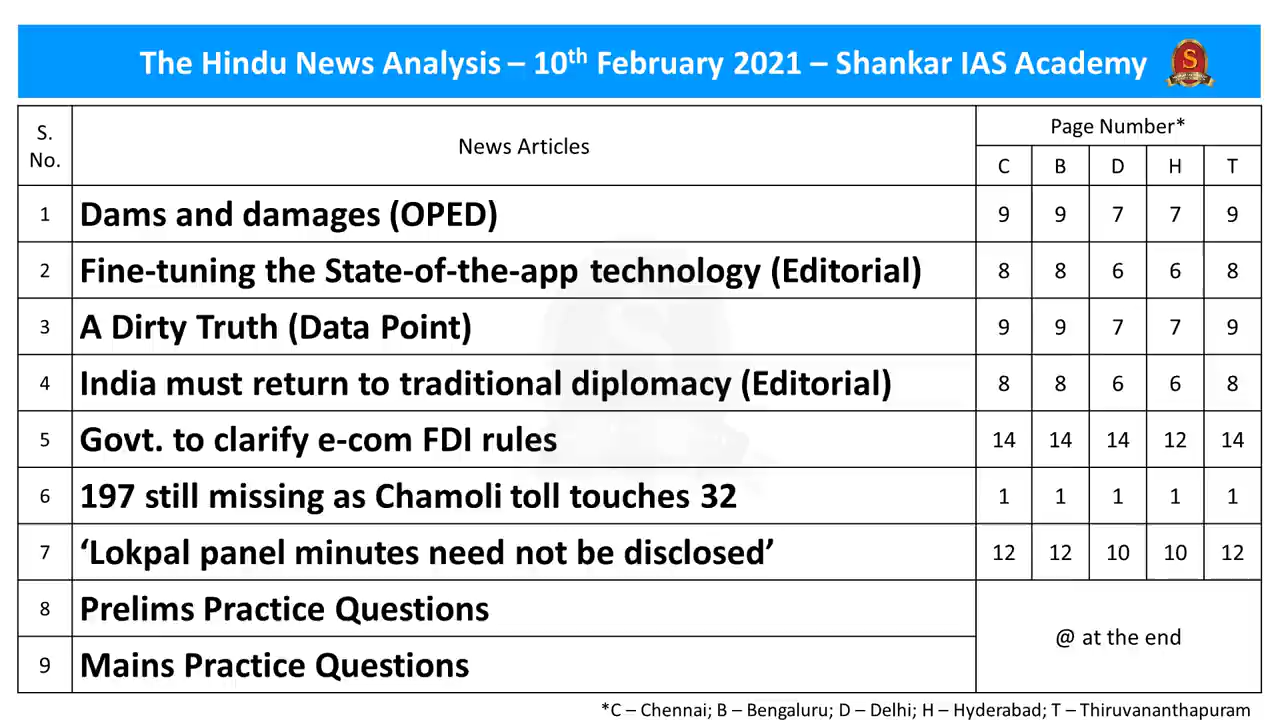 The Hindu News Analysis – 10th February 2021 – Shankar IAS Academy
S. No. News Articles Page Number*
C B D H T
1 Dams and damages (OPED) 9 9 7 7 9
2 Fine-tuning the State-of-the-app technology (Editorial) 8 8 6 6 8
3 A Dirty Truth (Data Point) 9 9 7 7 9
4 India must return to traditional diplomacy (Editorial) 8 8 6 6 8
5 Govt. to clarify e-com FDI rules 14 14 14 12 14
6 197 still missing as Chamoli toll touches 32 1 1 1 1 1
7 ‘Lokpal panel minutes need not be disclosed’ 12 12 10 10 12
8 Prelims Practice Questions
@ at the end
9 Mains Practice Questions
*C – Chennai; B – Bengaluru; D – Delhi; H – Hyderabad; T – Thiruvananthapuram